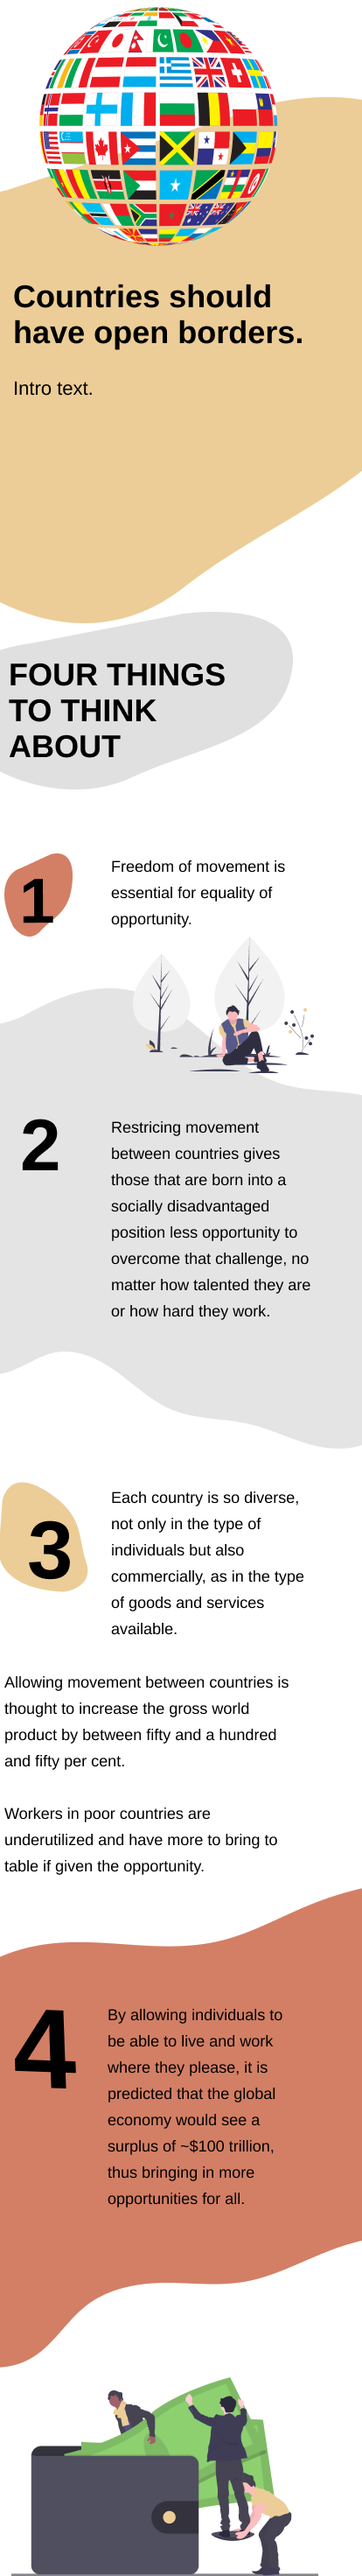 Countries should
have open borders.
Intro text.
FOUR THINGS
TO THINK
ABOUT
1
Freedom of movement is
essential for equality of
opportunity.
2
Restricing movement
between countries gives
those that are born into a
socially disadvantaged
position less opportunity to
overcome that challenge, no
matter how talented they are
or how hard they work.
3
Each country is so diverse,
not only in the type of
individuals but also
commercially, as in the type
of goods and services
available.
Allowing movement between countries is
thought to increase the gross world
product by between fifty and a hundred
and fifty per cent.
Workers in poor countries are
underutilized and have more to bring to
table if given the opportunity.
4
By allowing individuals to
be able to live and work
where they please, it is
predicted that the global
economy would see a
surplus of ~$100 trillion,
thus bringing in more
opportunities for all.